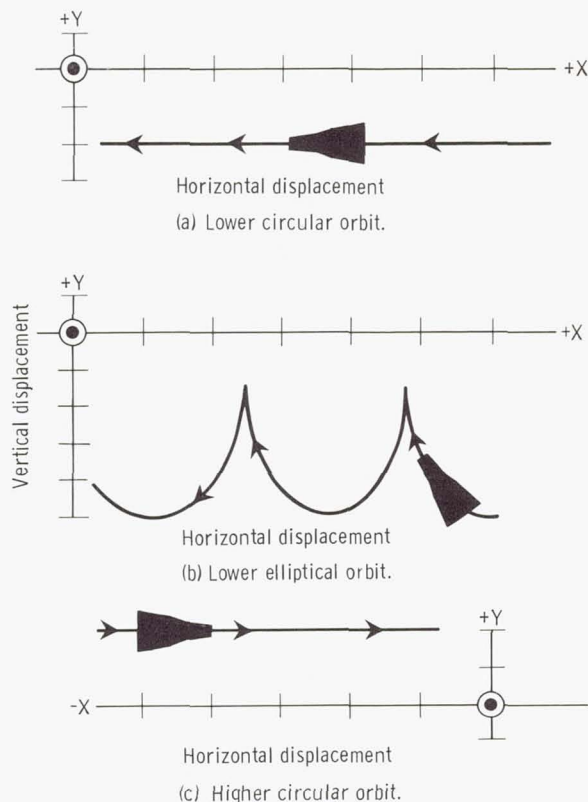 +Y
+X
Horizontal displacement
(a) Lower circular orbit.
+Y
+X
Vertical displacement
Horizontal displacement
(b) Lower elliptical orbit.
+Y
-X
Horizontal displacement
(c) Higher circular orbit.